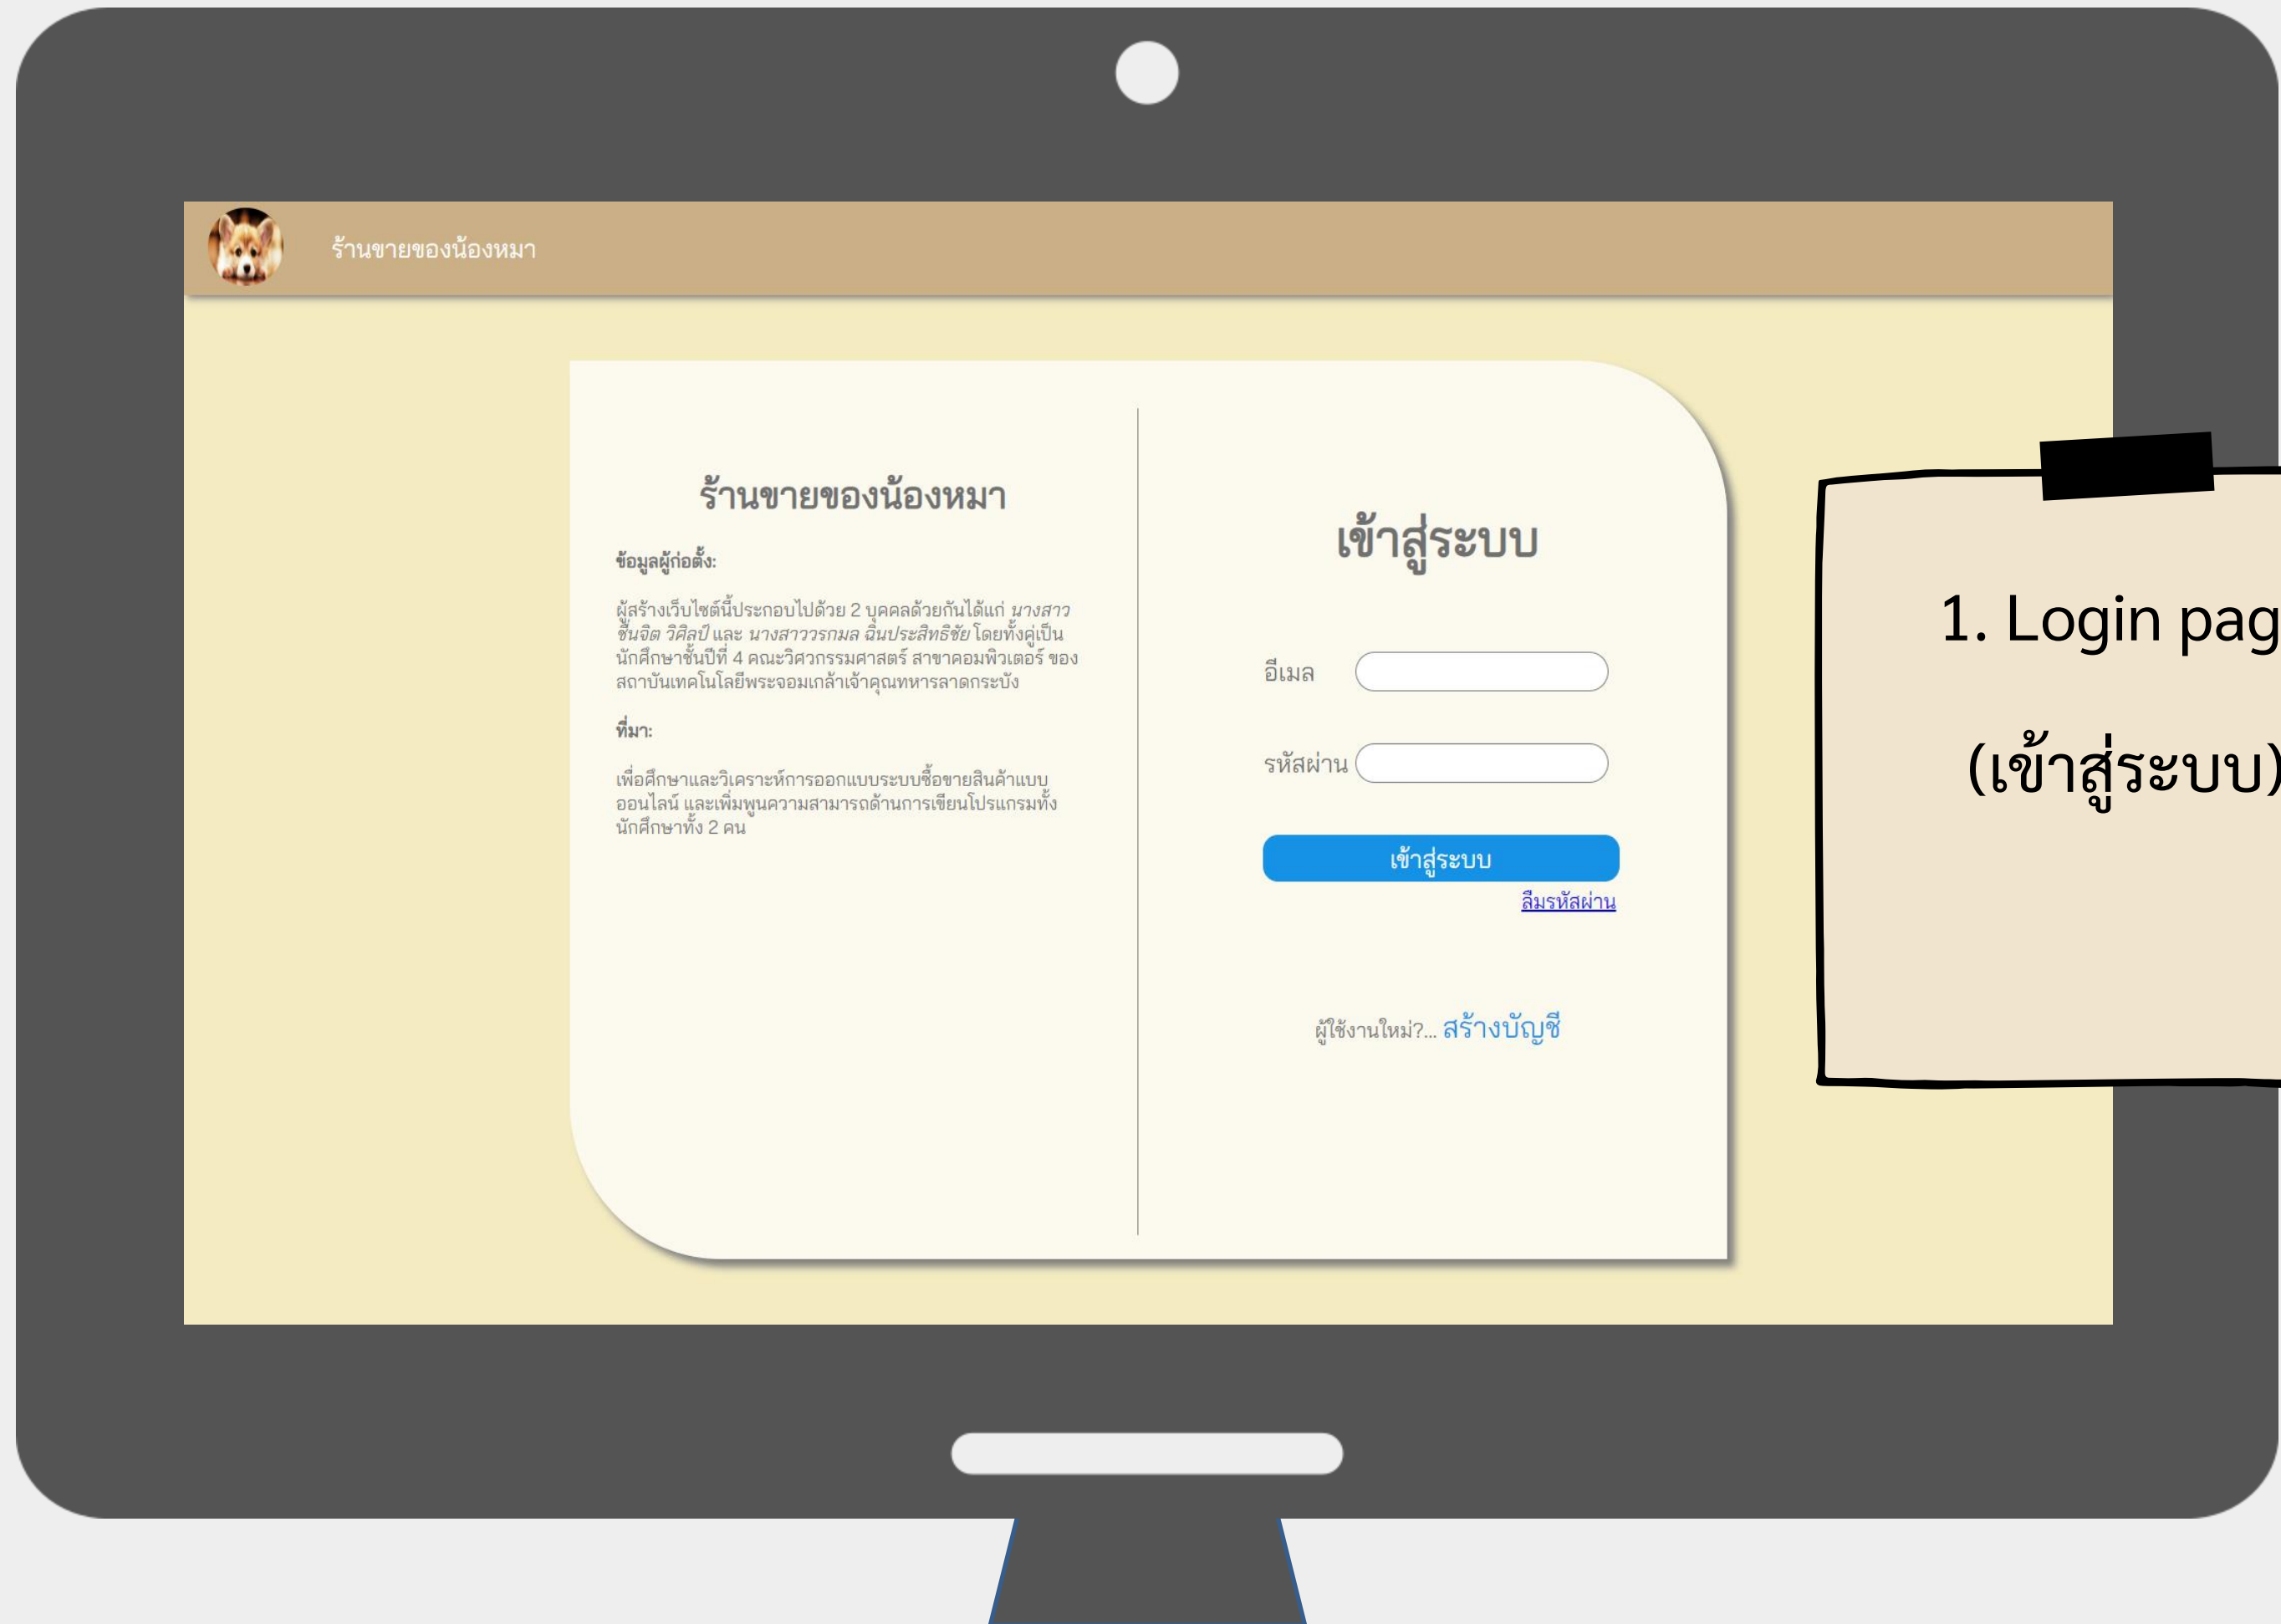 ร้านขายของน้องหมา
ร้านขายของน้องหมา
ข้อมูลผู้ก่อตั้ง:
ผู้สร้างเว็บไซต์นี้ประกอบไปด้วย 2 บุคคลด้วยกันได้แก่ นางสาว
ชื่นจิต วิศิลป์ และ นางสาววรกมล ฉินประสิทธิชัย โดยทั้งคู่เป็น
นักศึกษาชั้นปีที่ 4 คณะวิศวกรรมศาสตร์ สาขาคอมพิวเตอร์ ของ
สถาบันเทคโนโลยีพระจอมเกล้าเจ้าคุณทหารลาดกระบัง
ที่มา:
เพื่อศึกษาและวิเคราะห์การออกแบบระบบซื้อขายสินค้าแบบ
ออนไลน์ และเพิ่มพูนความสามารถด้านการเขียนโปรแกรมทั้ง
นักศึกษาทั้ง 2 คน
เข้าสู่ระบบ
อีเมล
รหัสผ่าน
เข้าสู่ระบบ
ลืมรหัสผ่าน
ผู้ใช้งานใหม่?... สร้างบัญชี
1. Login pag
(เข้าสู่ระบบ)